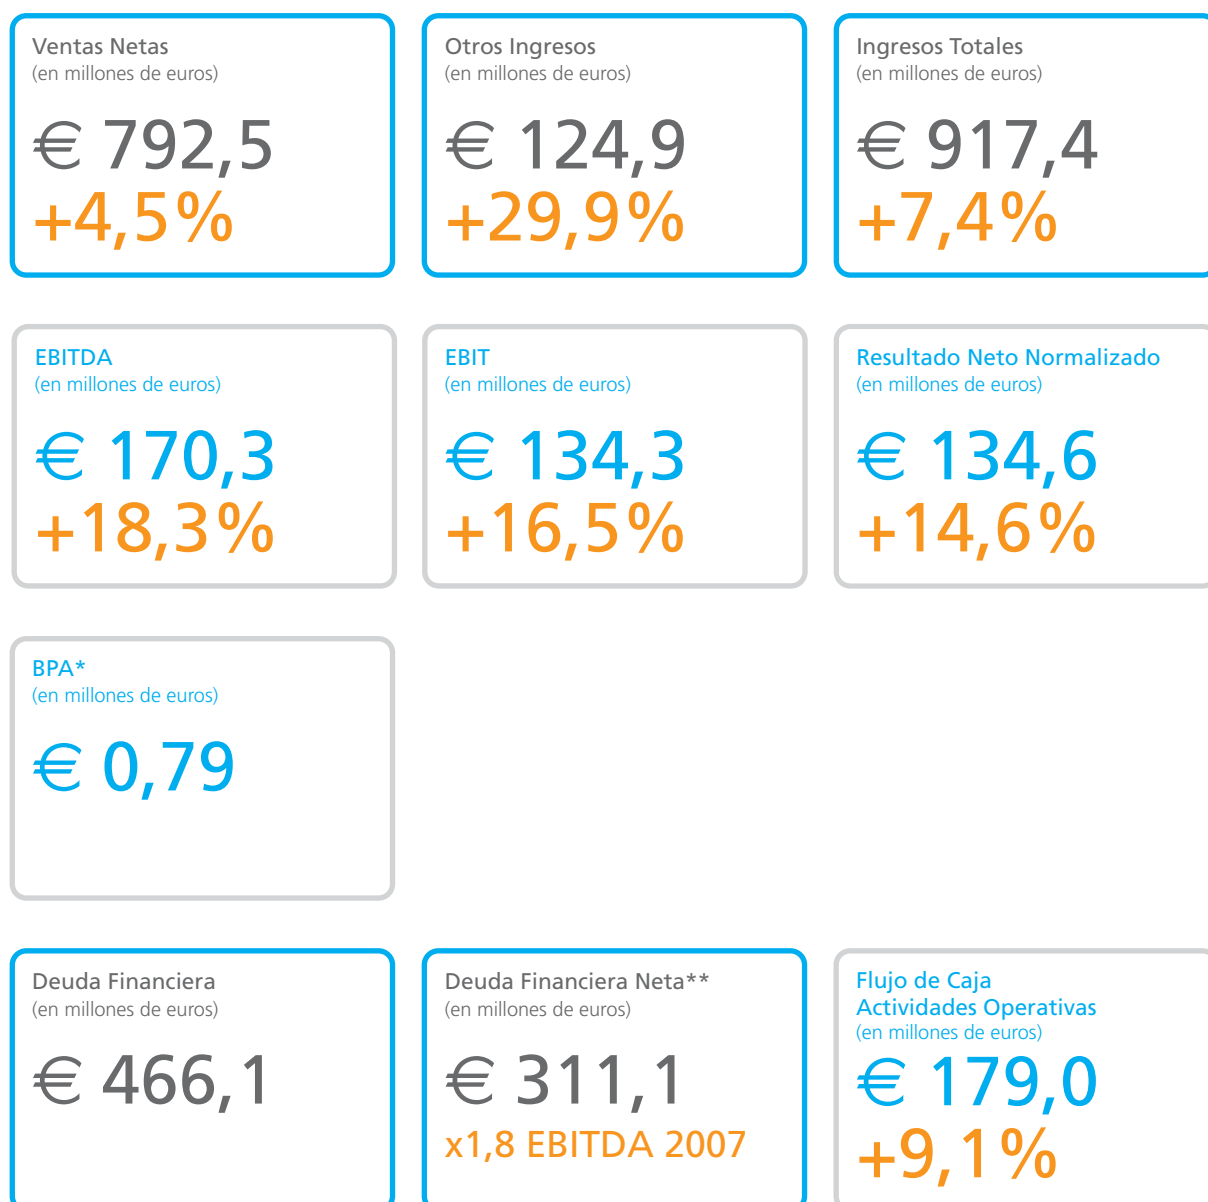 Ventas Netas
(en millones de euros)
€ 792,5
+4,5%
Otros Ingresos
(en millones de euros)
€ 124,9
+29,9%
Ingresos Totales
(en millones de euros)
€ 917,4
+7,4%
EBITDA
(en millones de euros)
€ 170,3
+18,3%
EBIT
(en millones de euros)
€ 134,3
+16,5%
Resultado Neto Normalizado
(en millones de euros)
€ 134,6
+14,6%
BPA*
(en millones de euros)
€ 0,79
Deuda Financiera
(en millones de euros)
€ 466,1
Deuda Financiera Neta**
(en millones de euros)
€ 311,1
x1,8 EBITDA 2007
Flujo de Caja
Actividades Operativas
(en millones de euros)
€ 179,0
+9,1%